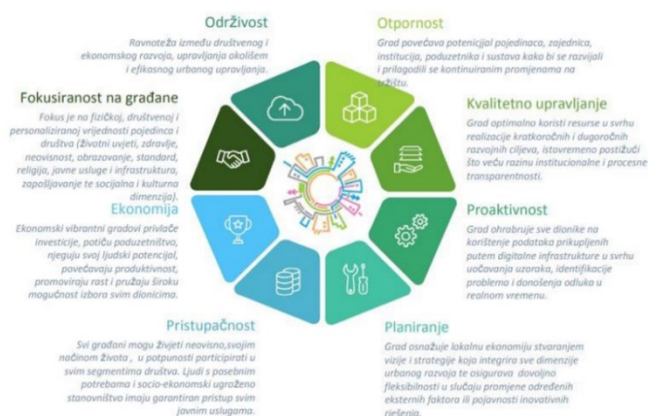 Održivost
Ravnoteža između društvenog i
ekonomskog razvoja, upravljanja okolišem
i efikasnog urbanog upravljanja.
Otpornost
Grad povećava potenicjjal pojedinaca, zajednica,
institucija, poduzetnika i sustava kako bi se razvijali
i prilagodili se kontinuiranim promjenama na
tržištu.
Fokusiranost na građane
Fokus je na fizičkoj, društvenoj i
personaliziranoj vrijednosti pojedinca i
društva (životni uvjeti, zdravlje,
neovisnost, obrazovanje, standard,
religija, javne usluge i infrastruktura,
zapošljavanje te socijalna i kulturna
dimenzija).
Kvalitetno upravljanje
Grad optimalno koristi resurse u svrhu
realizacije kratkoročnih i dugoročnih
razvojnih ciljeva, istovremeno postižući
što veću razinu institucionalne i procesne
transparentnosti.
Ekonomija
Ekonomski vibrantni gradovi privlače
investicije, potiču poduzetništvo,
njeguju svoj ljudski potencijal,
povećavaju produktivnost,
promoviraju rast i pružaju široku
mogućnost izbora svim dionicima.
Proaktivnost
Grad ohrabruje sve dionike na
korištenje podataka prikupljenih
putem digitalne infrastrukture u svrhu
uočavanja uzoraka, identifikacije
problema i donošenja odluka u
realnom vremenu.
Pristupačnost
Svi građani mogu živjeti neovisno,svojim
načinom života , u potpunosti participirati u
svim segmentima društva. Ljudi s posebnim
potrebama i socio-ekonomski ugroženo
stanovništvo imaju garantiran pristup svim
javnim uslugama.
Planiranje
Grad osnažuje lokalnu ekonomiju stvaranjem
vizije i strategije koja integrira sve dimenzije
urbanog razvoja te osigurava dovoljno
fleksibilnosti u slučaju promjene određenih
eksternih faktora ili pojavnosti inovativnih
rješenja.